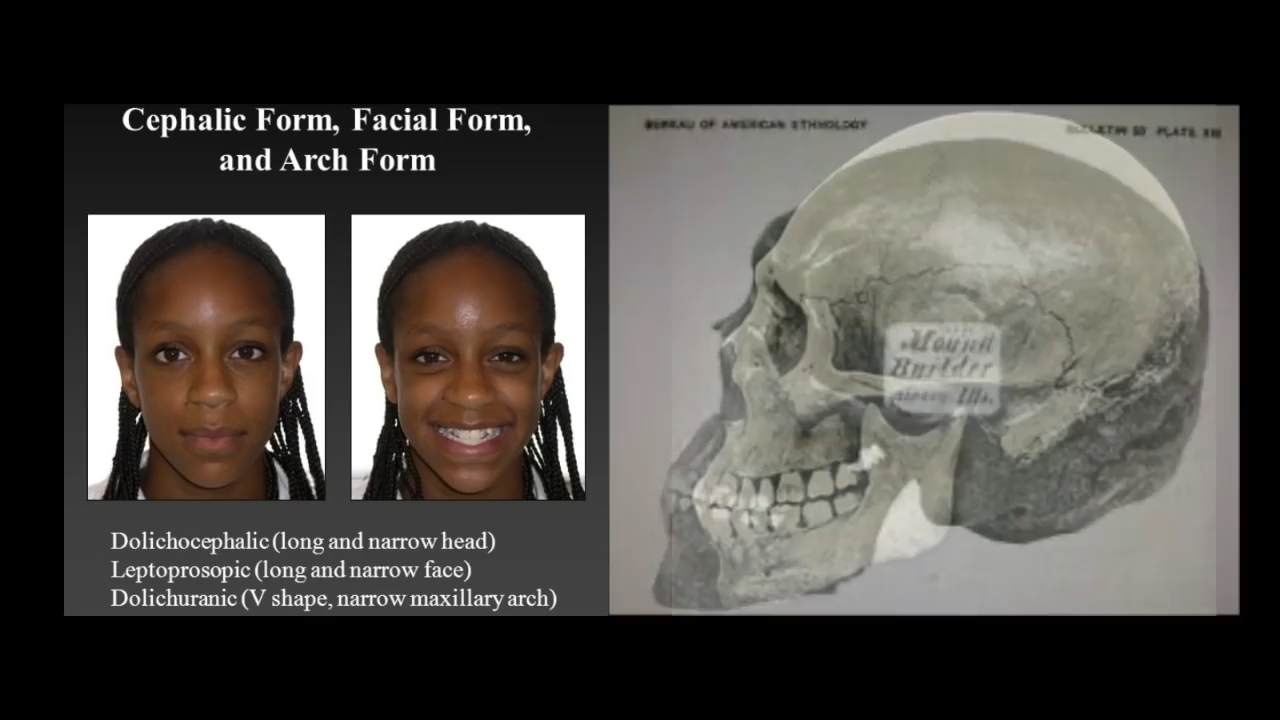 Cephalic Form, Facial Form,
and Arch Form
Dolichocephalic (long and narrow head)
Leptoprosopic (long and narrow face)
Dolichuranic (V shape, narrow maxillary arch)
BUREAU OF AMERICAN ETHNOLOGY
BULLETIN PLATE
Mound
Builder